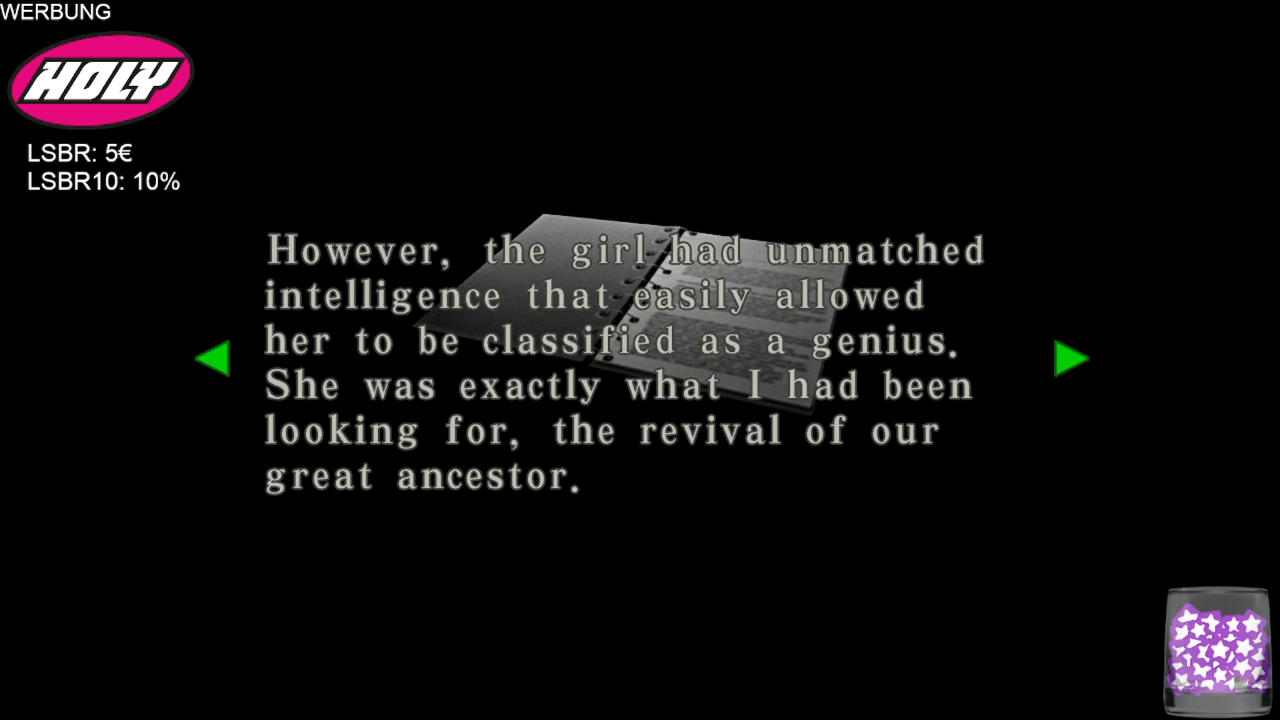 WERBUNG
HOLY
LSBR: 5€
LSBR10: 10%
However, the girl had unmatched
intelligence that easily allowed
her to be classified as a genius.
She was exactly what I had been
looking for, the revival of our
great ancestor.